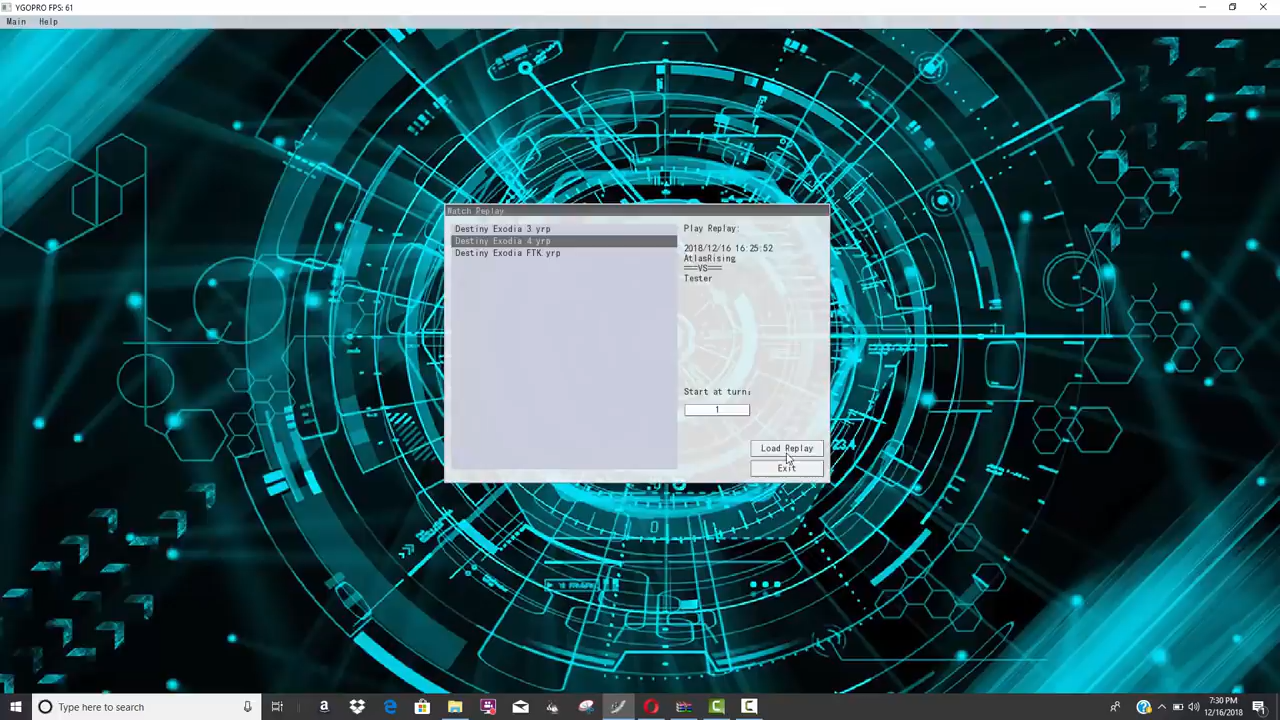 YGOPRO FPS: 61
Main Help
Watch Replay
Destiny Exodia 3.yrp
Destiny Exodia 4.yrp
Destiny Exodia FTK.yrp
Play Replay:
2018/12/16 16:25:52
AtlasRising
===VS===
Tester
Start at turn:
1
Load Replay
Exit
Type here to search
7:30 PM
12/16/2018